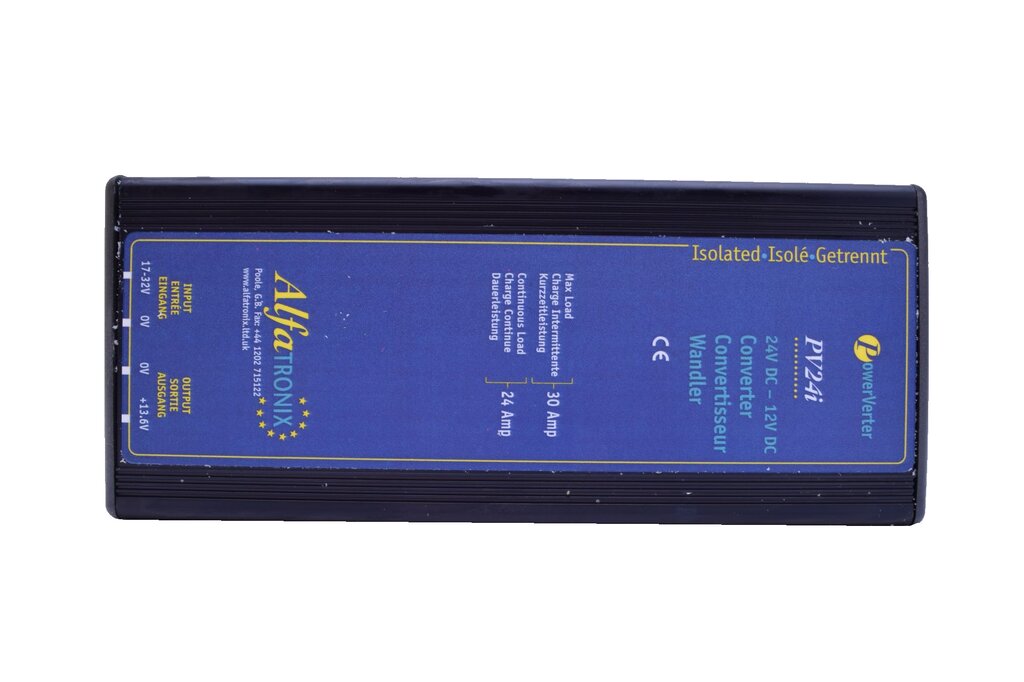 Isolated•Isolé•Getrennt
PowerVerter
PV24i
24V DC – 12V DC
Converter
Convertisseur
Wandler
CE
Max Load
Charge Intermittente
Kurzzeitleistung
30 Amp
Continuous Load
Charge Continue
Dauerleistung
24 Amp
AlfaTRONIX
Poole, G.B. Fax: +44 1202 715122
www.alfatronix.ltd.uk
INPUT
ENTRÉE
EINGANG
OUTPUT
SORTIE
AUSGANG
17-32V 0V 0V +13.6V